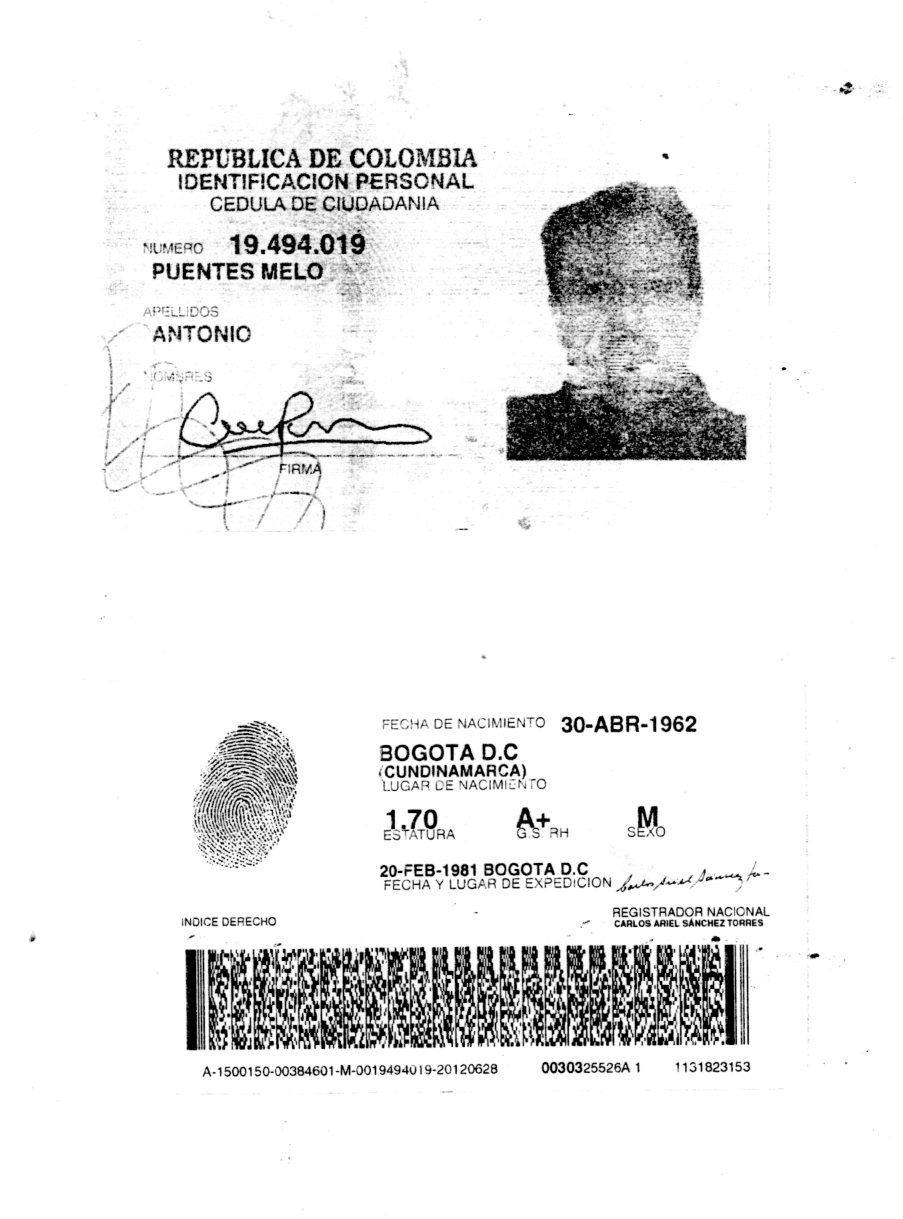 REPUBLICA DE COLOMBIA
IDENTIFICACION PERSONAL
CEDULA DE CIUDADANIA
NUMERO 19.494.019
PUENTES MELO
APELLIDOS
ANTONIO
NOMBRES
FIRMA
FECHA DE NACIMIENTO 30-ABR-1962
BOGOTA D.C
(CUNDINAMARCA)
LUGAR DE NACIMIENTO
1.70 A+ M
ESTATURA G.S RH SEXO
20-FEB-1981 BOGOTA D.C
FECHA Y LUGAR DE EXPEDICION
INDICE DERECHO
REGISTRADOR NACIONAL
CARLOS ARIEL SÁNCHEZ TORRES
A-1500150-00384601-M-0019494019-20120628 0030325526A 1 1131823153